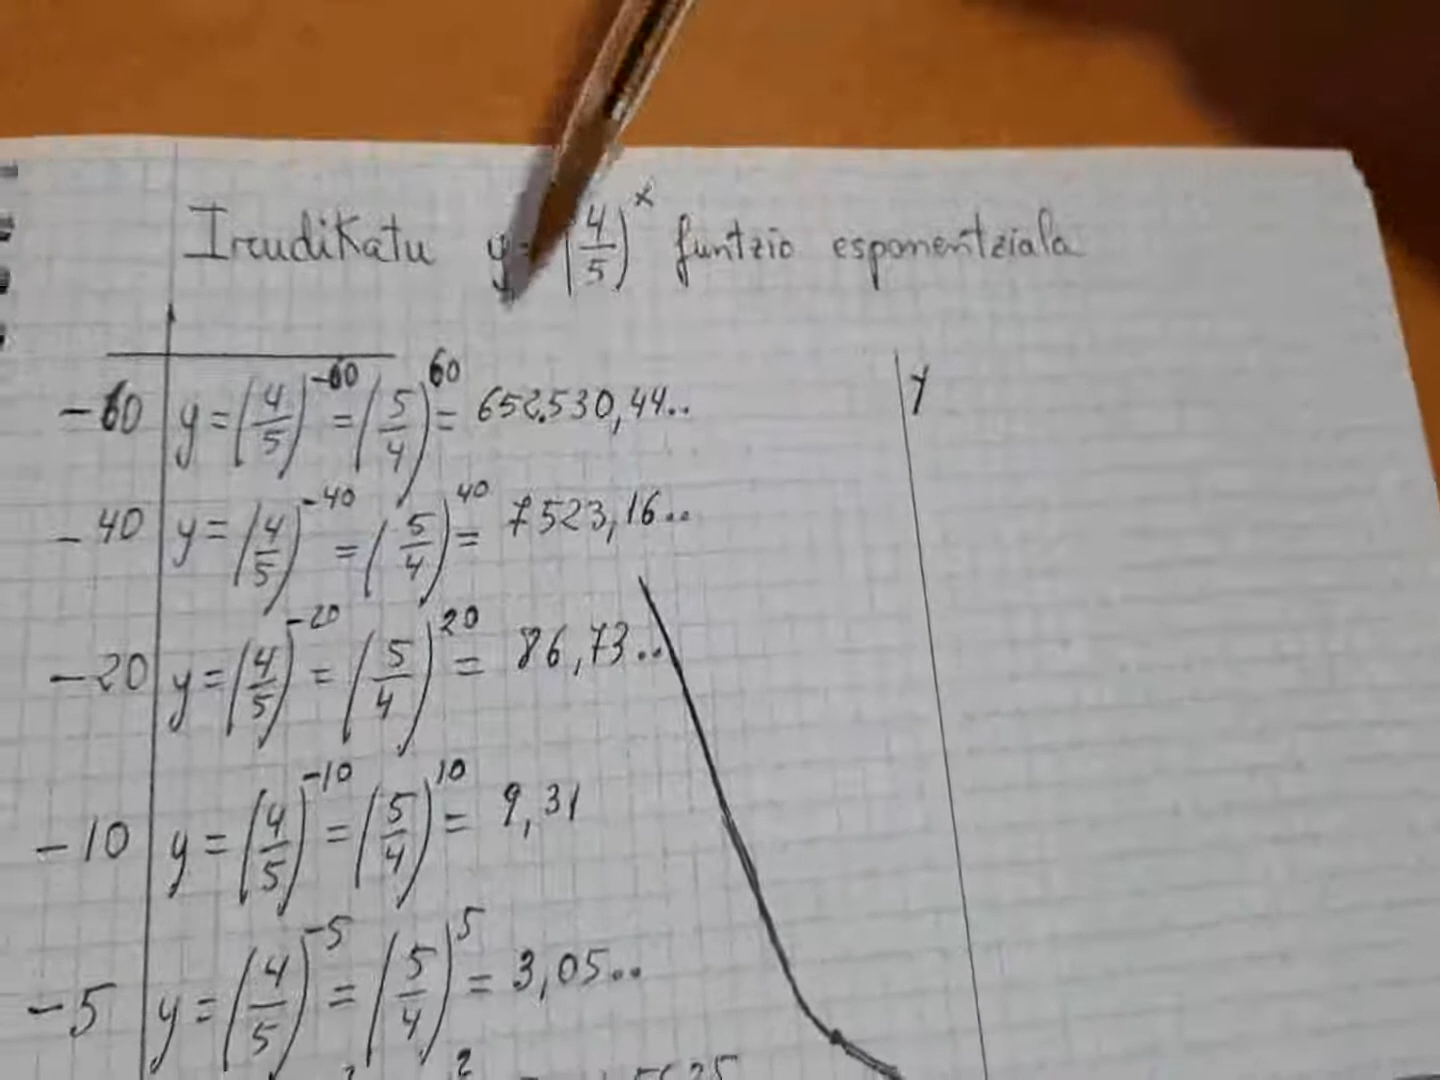 Irudikatu y = (4/5)^x funtzio esponentziala
-60 y = (4/5)^-60 = (5/4)^60 = 652.530,44..
y
-40 y = (4/5)^-40 = (5/4)^40 = 7523,16..
-20 y = (4/5)^-20 = (5/4)^20 = 86,73..
-10 y = (4/5)^-10 = (5/4)^10 = 9,31
-5 y = (4/5)^-5 = (5/4)^5 = 3,05..